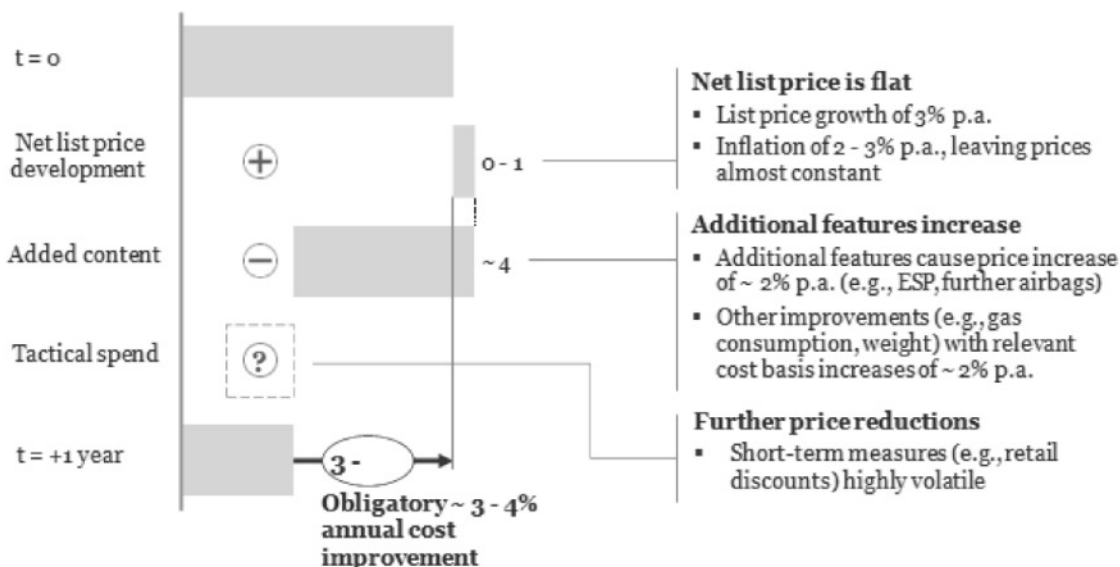 t = 0
Net list price
development
+
0 - 1
Added content
−
~4
Tactical spend
?
t = +1 year
3 -
Obligatory ~ 3 - 4%
annual cost
improvement
Net list price is flat
▪ List price growth of 3% p.a.
▪ Inflation of 2 - 3% p.a., leaving prices
almost constant
Additional features increase
▪ Additional features cause price increase
of ~ 2% p.a. (e.g., ESP, further airbags)
▪ Other improvements (e.g., gas
consumption, weight) with relevant
cost basis increases of ~ 2% p.a.
Further price reductions
▪ Short-term measures (e.g., retail
discounts) highly volatile